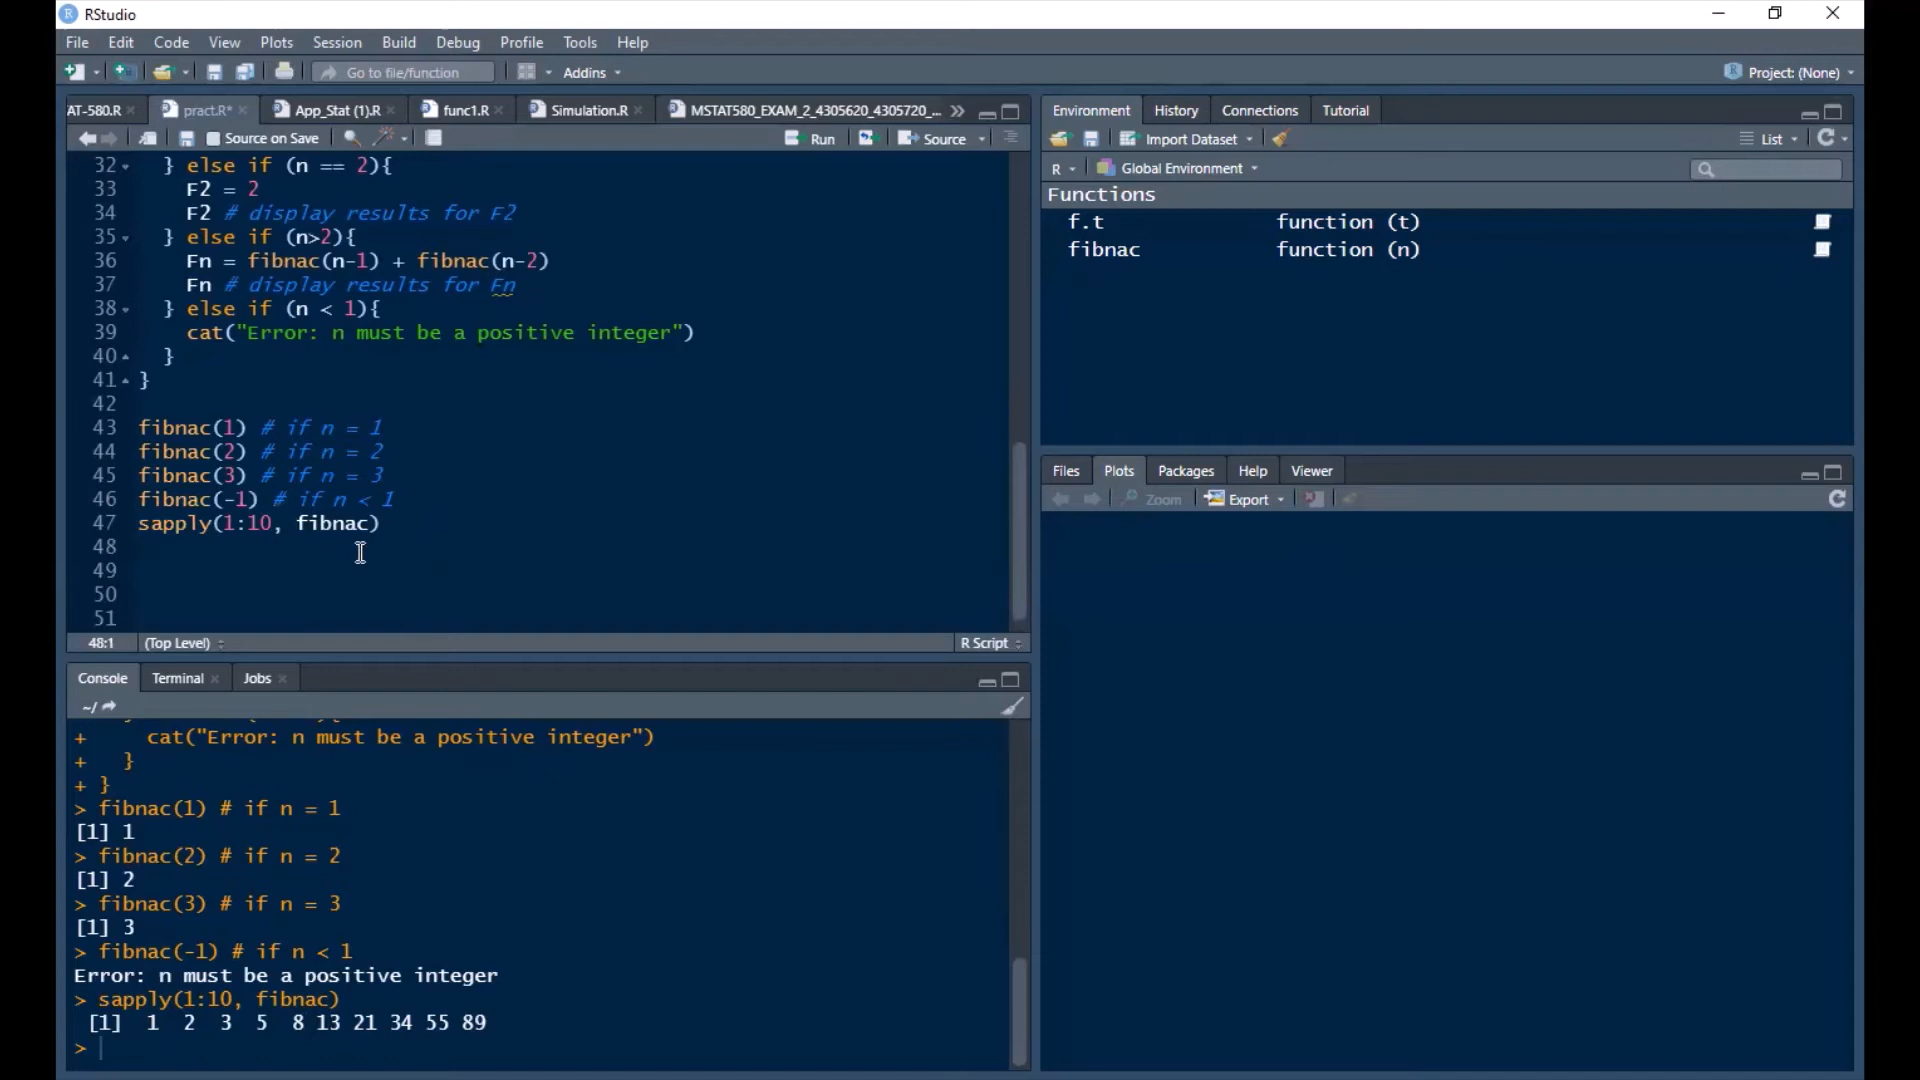 RStudio
File Edit Code View Plots Session Build Debug Profile Tools Help
Go to file/function Addins Project: (None)
AT-580.R pract.R* App_Stat (1).R func1.R Simulation.R MSTAT580_EXAM_2_4305620_4305720_...
Source on Save Run Source
32 } else if (n == 2){
33 F2 = 2
34 F2 # display results for F2
35 } else if (n>2){
36 Fn = fibnac(n-1) + fibnac(n-2)
37 Fn # display results for Fn
38 } else if (n < 1){
39 cat("Error: n must be a positive integer")
40 }
41 }
42
43 fibnac(1) # if n = 1
44 fibnac(2) # if n = 2
45 fibnac(3) # if n = 3
46 fibnac(-1) # if n < 1
47 sapply(1:10, fibnac)
48
49
50
51
48:1 (Top Level) R Script
Console Terminal Jobs
~/
+ cat("Error: n must be a positive integer")
+ }
+ }
> fibnac(1) # if n = 1
[1] 1
> fibnac(2) # if n = 2
[1] 2
> fibnac(3) # if n = 3
[1] 3
> fibnac(-1) # if n < 1
Error: n must be a positive integer
> sapply(1:10, fibnac)
[1] 1 2 3 5 8 13 21 34 55 89
>
Environment History Connections Tutorial
Import Dataset List
R Global Environment
Functions
f.t function (t)
fibnac function (n)
Files Plots Packages Help Viewer
Zoom Export